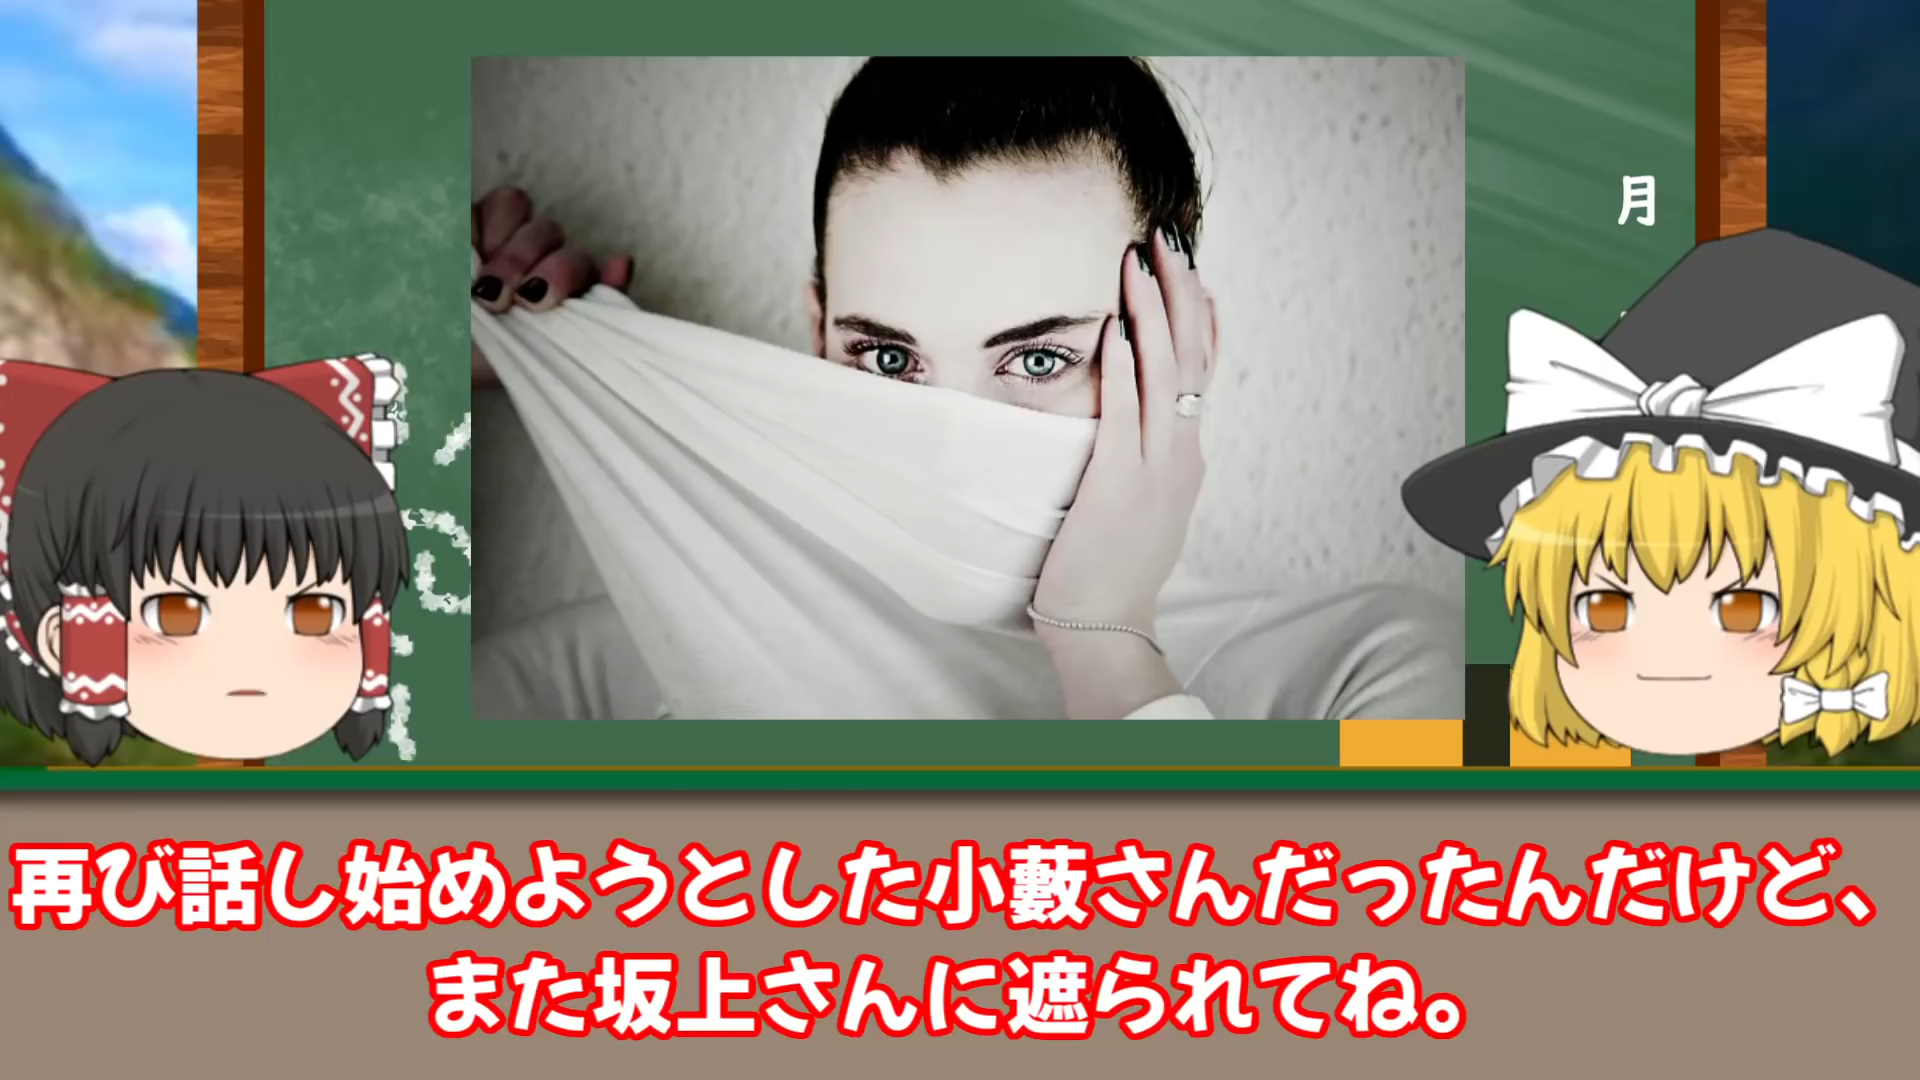 月
再び話し始めようとした小藪さんだったんだけど、
また坂上さんに遮られてね。